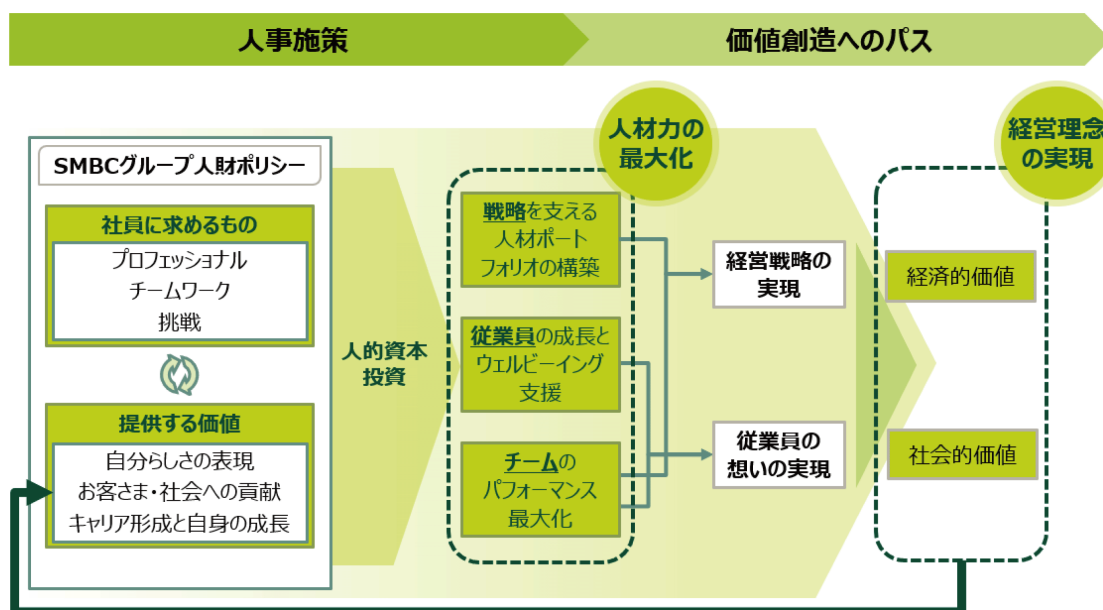 人事施策
価値創造へのパス
SMBCグループ人財ポリシー
社員に求めるもの
プロフェッショナル
チームワーク
挑戦
提供する価値
自分らしさの表現
お客さま・社会への貢献
キャリア形成と自身の成長
人的資本
投資
人材力の
最大化
戦略を支える
人材ポート
フォリオの構築
従業員の成長と
ウェルビーイング
支援
チームの
パフォーマンス
最大化
経営戦略の
実現
従業員の
想いの実現
経営理念
の実現
経済的価値
社会的価値